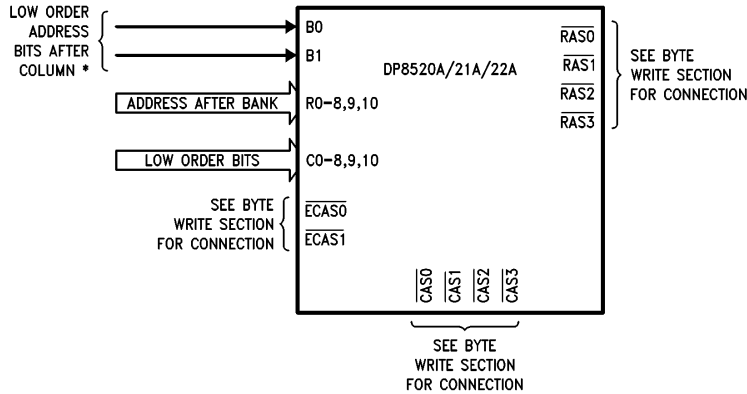 LOW ORDER
ADDRESS
BITS AFTER
COLUMN *
B0
B1
ADDRESS AFTER BANK
R0-8,9,10
LOW ORDER BITS
C0-8,9,10
SEE BYTE
WRITE SECTION
FOR CONNECTION
ECAS0
ECAS1
DP8520A/21A/22A
RAS0
RAS1
RAS2
RAS3
SEE BYTE
WRITE SECTION
FOR CONNECTION
CAS0
CAS1
CAS2
CAS3
SEE BYTE
WRITE SECTION
FOR CONNECTION